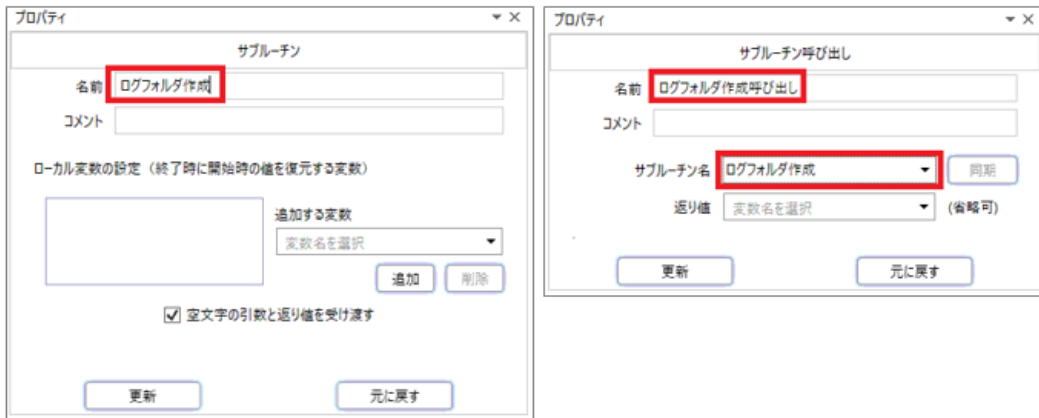 プロパティ
サブルーチン
名前 ログフォルダ作成
コメント
ローカル変数の設定（終了時に開始時の値を復元する変数）
追加する変数
変数名を選択
追加 削除
空文字の引数と返り値を受け渡す
更新 元に戻す
プロパティ
サブルーチン呼び出し
名前 ログフォルダ作成呼び出し
コメント
サブルーチン名 ログフォルダ作成 同期
返り値 変数名を選択 (省略可)
更新 元に戻す